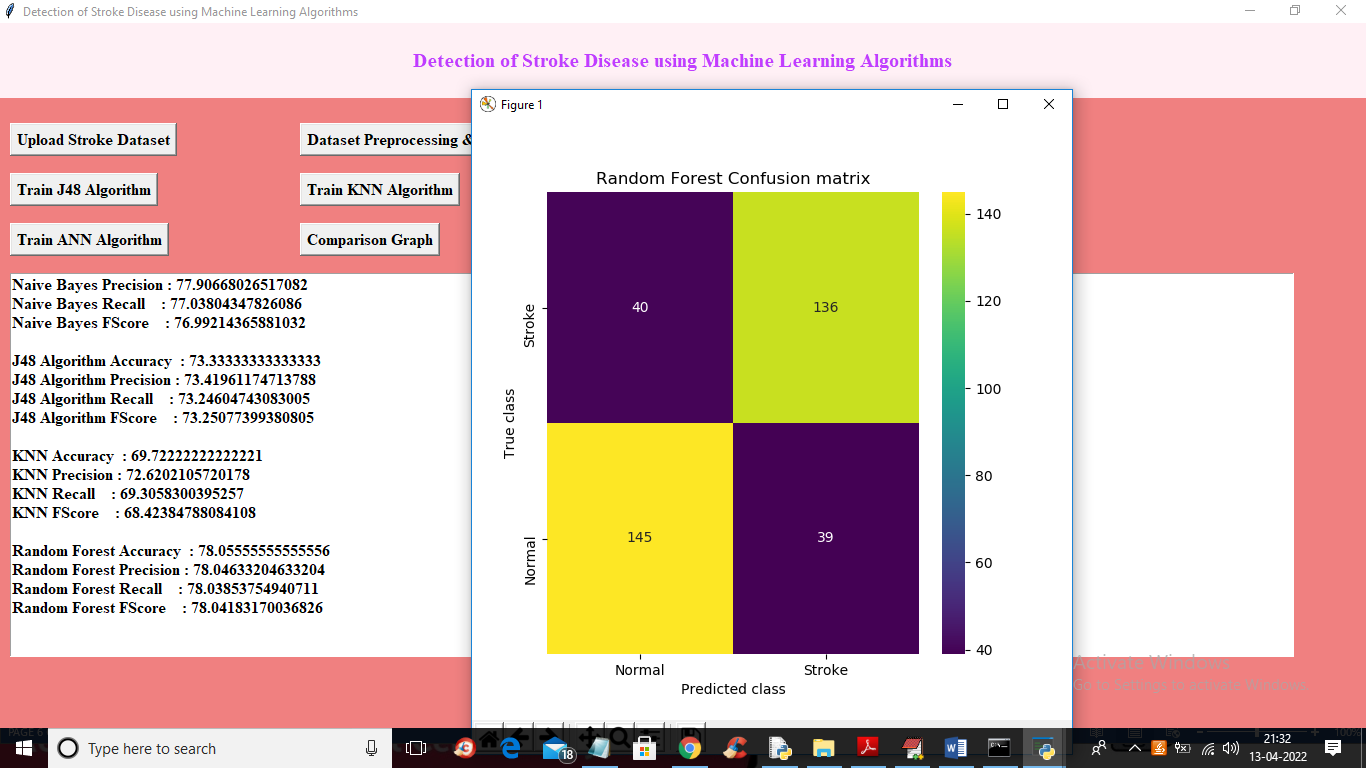 Detection of Stroke Disease using Machine Learning Algorithms
Detection of Stroke Disease using Machine Learning Algorithms
Upload Stroke Dataset
Dataset Preprocessing &
Train J48 Algorithm
Train KNN Algorithm
Train ANN Algorithm
Comparison Graph
Naive Bayes Precision : 77.90668026517082
Naive Bayes Recall : 77.03804347826086
Naive Bayes FScore : 76.99214365881032
J48 Algorithm Accuracy : 73.33333333333333
J48 Algorithm Precision : 73.41961174713788
J48 Algorithm Recall : 73.24604743083005
J48 Algorithm FScore : 73.25077399380805
KNN Accuracy : 69.72222222222221
KNN Precision : 72.6202105720178
KNN Recall : 69.3058300395257
KNN FScore : 68.42384788084108
Random Forest Accuracy : 78.05555555555556
Random Forest Precision : 78.04633204633204
Random Forest Recall : 78.03853754940711
Random Forest FScore : 78.04183170036826
Figure 1
Random Forest Confusion matrix
True class
Stroke
40
136
Normal
145
39
Normal
Stroke
Predicted class
140
120
100
80
60
40
Activate Windows
Go to Settings to activate Windows.
Type here to search
18
21:32
13-04-2022
100%